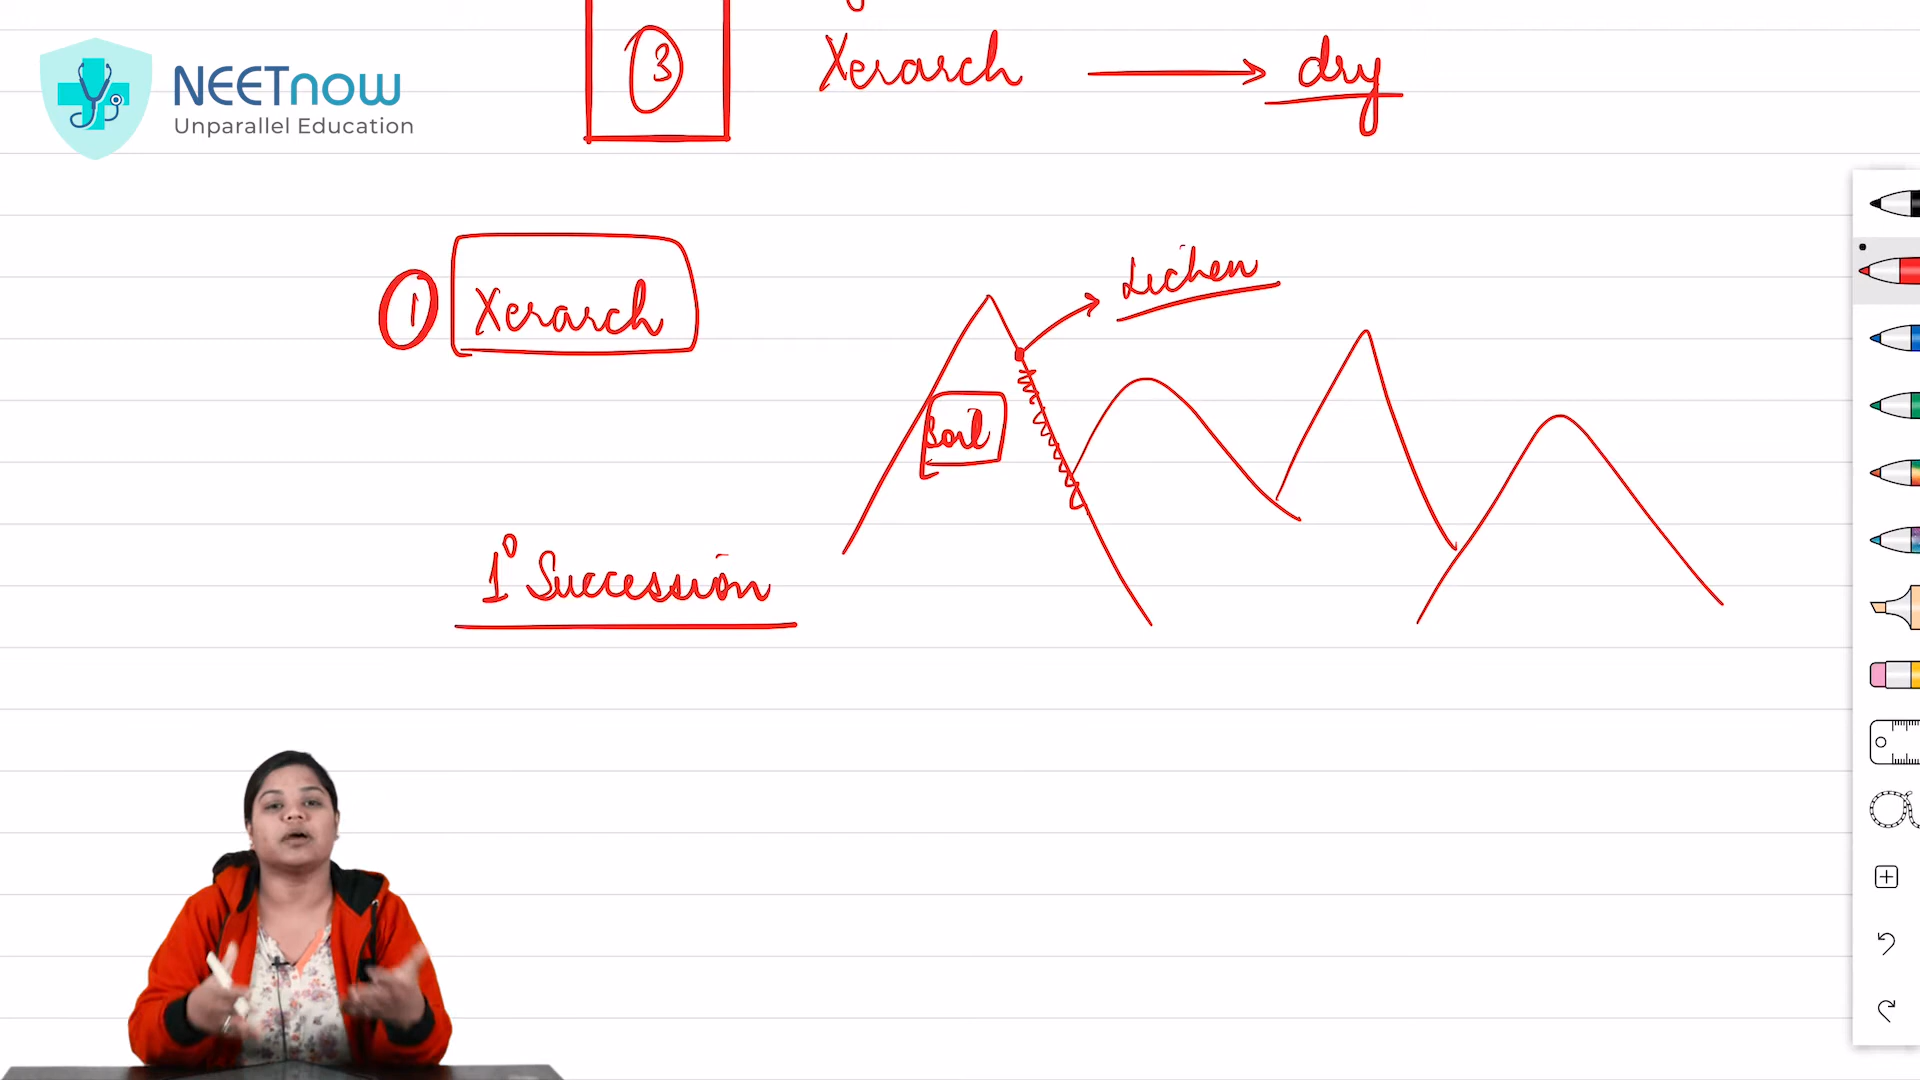 NEETnow
Unparallel Education
3 Xerarch → dry
1 Xerarch
Lichen
Soil
1° Succession